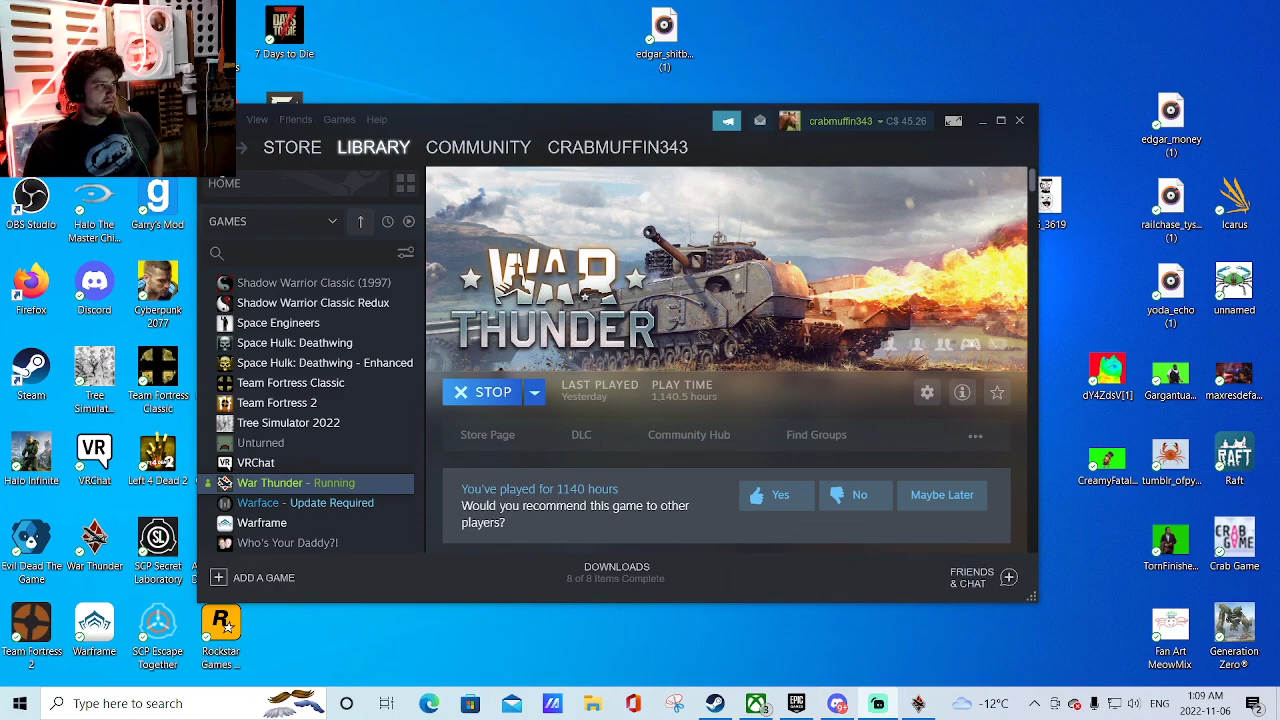 7 Days to Die
edgar_shitb...
(1)
View Friends Games Help
crabmuffin343 C$ 45.26
STORE LIBRARY COMMUNITY CRABMUFFIN343
HOME
GAMES
Shadow Warrior Classic (1997)
Shadow Warrior Classic Redux
Space Engineers
Space Hulk: Deathwing
Space Hulk: Deathwing - Enhanced
Team Fortress Classic
Team Fortress 2
Tree Simulator 2022
Unturned
VRChat
War Thunder - Running
Warface - Update Required
Warframe
Who's Your Daddy?!
ADD A GAME
WAR
THUNDER
STOP
LAST PLAYED
Yesterday
PLAY TIME
1,140.5 hours
Store Page DLC Community Hub Find Groups
You've played for 1140 hours
Would you recommend this game to other
players?
Yes No Maybe Later
DOWNLOADS
8 of 8 Items Complete
FRIENDS
& CHAT
OBS Studio
Halo The
Master Chi...
Garry's Mod
Firefox
Discord
Cyberpunk
2077
Steam
Tree
Simulat...
Team Fortress
Classic
Halo Infinite
VRChat
Left 4 Dead 2
Evil Dead The
Game
War Thunder
SCP Secret
Laboratory
Team Fortress
2
Warframe
SCP Escape
Together
Rockstar
Games ...
edgar_money
(1)
_3619
railchase_tys...
(1)
Icarus
yoda_echo
(1)
unnamed
dY4ZdsV[1]
Gargantua...
maxresdefa...
CreamyFatal...
tumblr_ofpy...
Raft
TornFinishe...
Crab Game
Fan Art
MeowMix
Generation
Zero®
Type here to search
-12°C
1:09 AM
2022-11-06